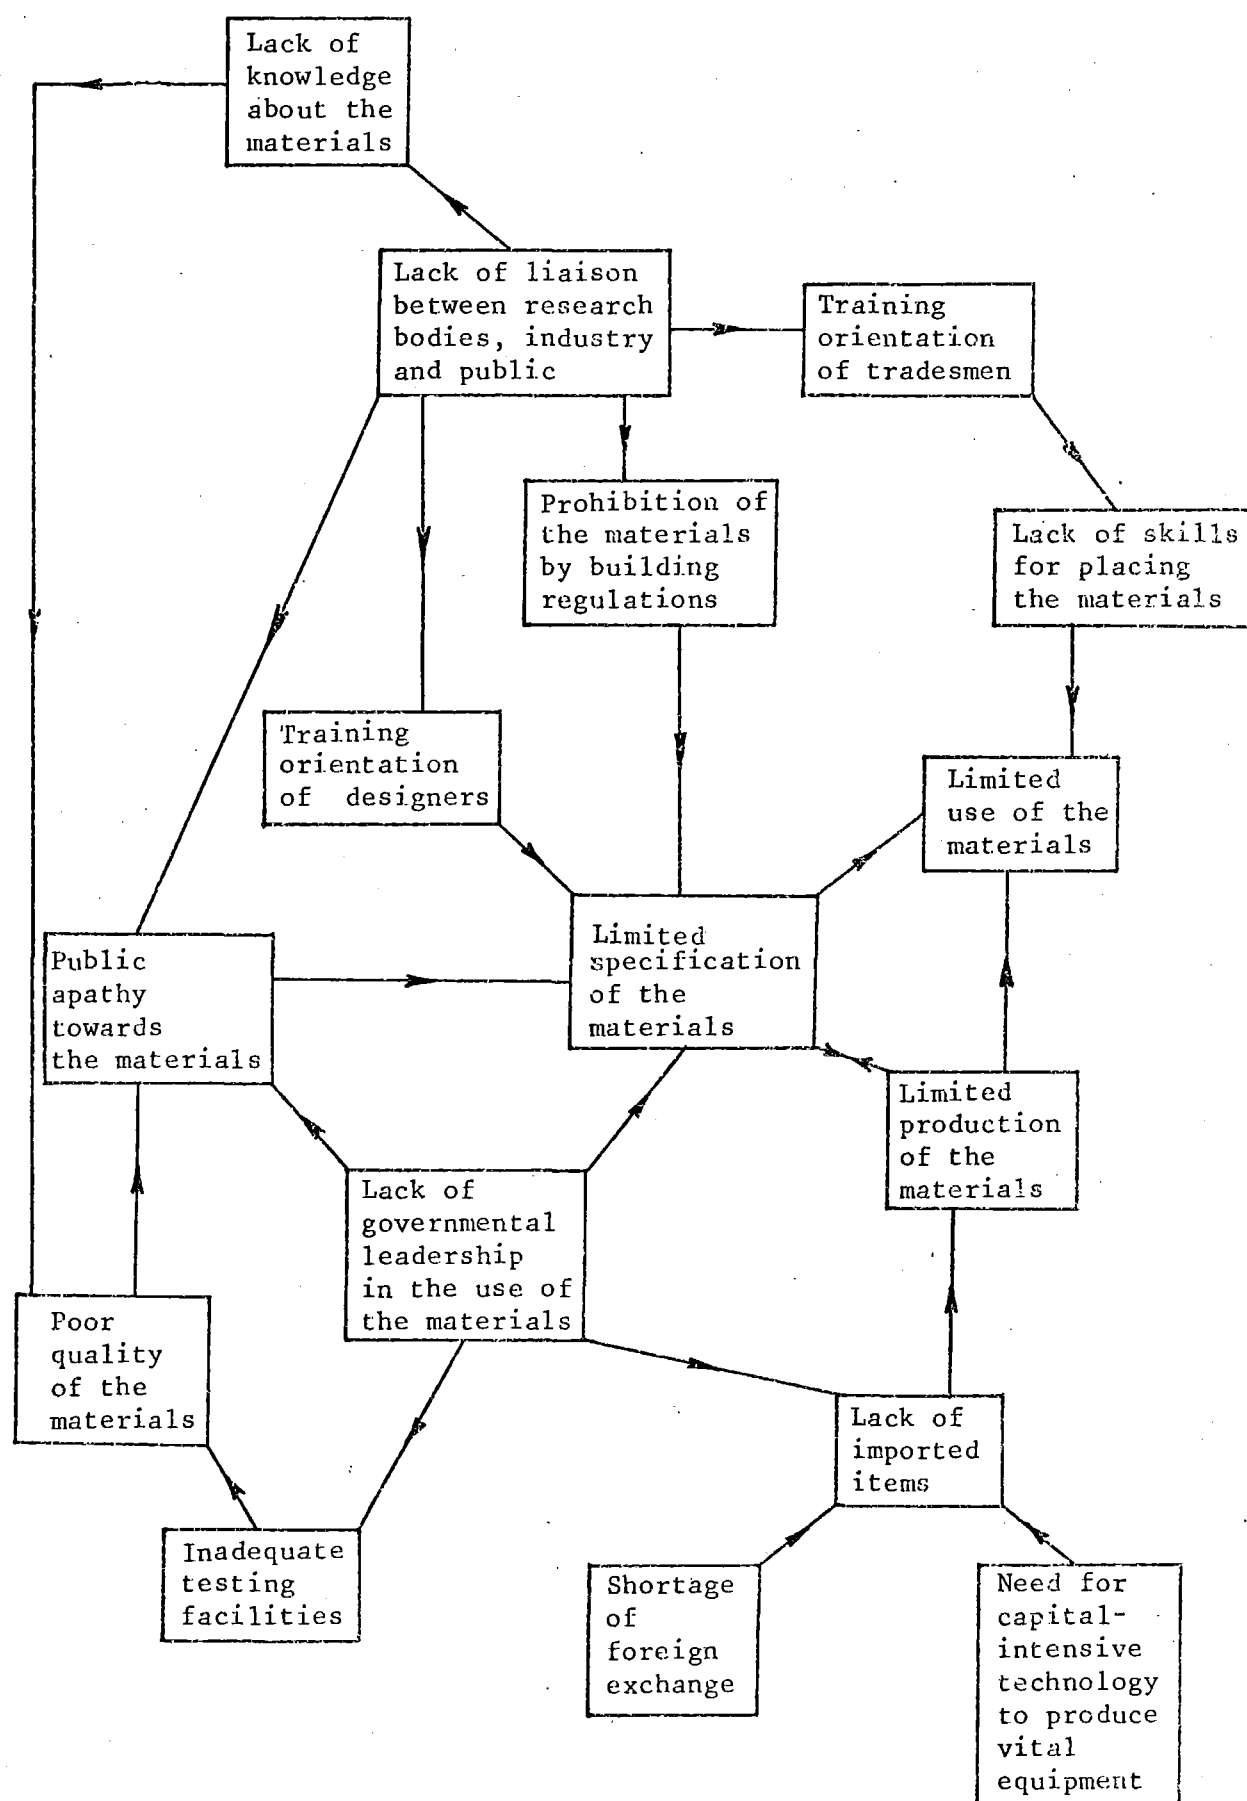 Lack of
knowledge
about the
materials
Lack of liaison
between research
bodies, industry
and public
Training
orientation
of tradesmen
Prohibition of
the materials
by building
regulations
Lack of skills
for placing
the materials
Training
orientation
of designers
Limited
use of the
materials
Limited
specification
of the
materials
Public
apathy
towards
the materials
Limited
production
of the
materials
Lack of
governmental
leadership
in the use of
the materials
Poor
quality
of the
materials
Lack of
imported
items
Inadequate
testing
facilities
Shortage
of
foreign
exchange
Need for
capital-
intensive
technology
to produce
vital
equipment